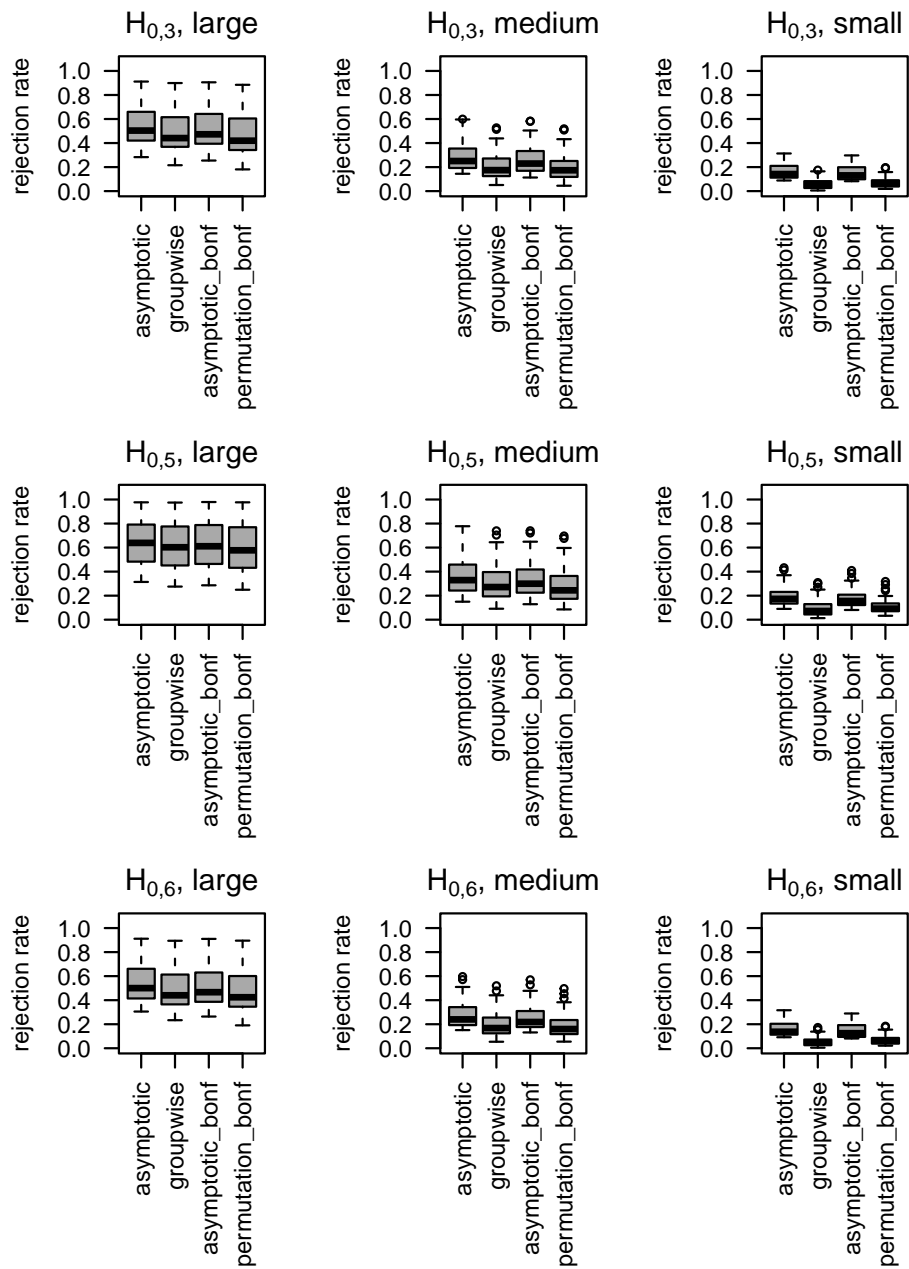 H0,3, large
rejection rate
1.0
0.8
0.6
0.4
0.2
0.0
asymptotic
groupwise
asymptotic_bonf
permutation_bonf
H0,3, medium
rejection rate
1.0
0.8
0.6
0.4
0.2
0.0
asymptotic
groupwise
asymptotic_bonf
permutation_bonf
H0,3, small
rejection rate
1.0
0.8
0.6
0.4
0.2
0.0
asymptotic
groupwise
asymptotic_bonf
permutation_bonf
H0,5, large
rejection rate
1.0
0.8
0.6
0.4
0.2
0.0
asymptotic
groupwise
asymptotic_bonf
permutation_bonf
H0,5, medium
rejection rate
1.0
0.8
0.6
0.4
0.2
0.0
asymptotic
groupwise
asymptotic_bonf
permutation_bonf
H0,5, small
rejection rate
1.0
0.8
0.6
0.4
0.2
0.0
asymptotic
groupwise
asymptotic_bonf
permutation_bonf
H0,6, large
rejection rate
1.0
0.8
0.6
0.4
0.2
0.0
asymptotic
groupwise
asymptotic_bonf
permutation_bonf
H0,6, medium
rejection rate
1.0
0.8
0.6
0.4
0.2
0.0
asymptotic
groupwise
asymptotic_bonf
permutation_bonf
H0,6, small
rejection rate
1.0
0.8
0.6
0.4
0.2
0.0
asymptotic
groupwise
asymptotic_bonf
permutation_bonf